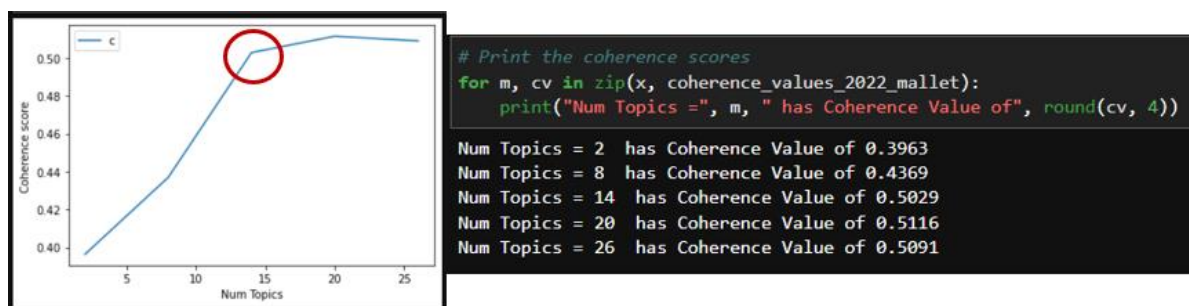 c
0.50
0.48
0.46
0.44
0.42
0.40
Coherence score
5 10 15 20 25
Num Topics
# Print the coherence scores
for m, cv in zip(x, coherence_values_2022_mallet):
    print("Num Topics =", m, " has Coherence Value of", round(cv, 4))
Num Topics = 2  has Coherence Value of 0.3963
Num Topics = 8  has Coherence Value of 0.4369
Num Topics = 14  has Coherence Value of 0.5029
Num Topics = 20  has Coherence Value of 0.5116
Num Topics = 26  has Coherence Value of 0.5091